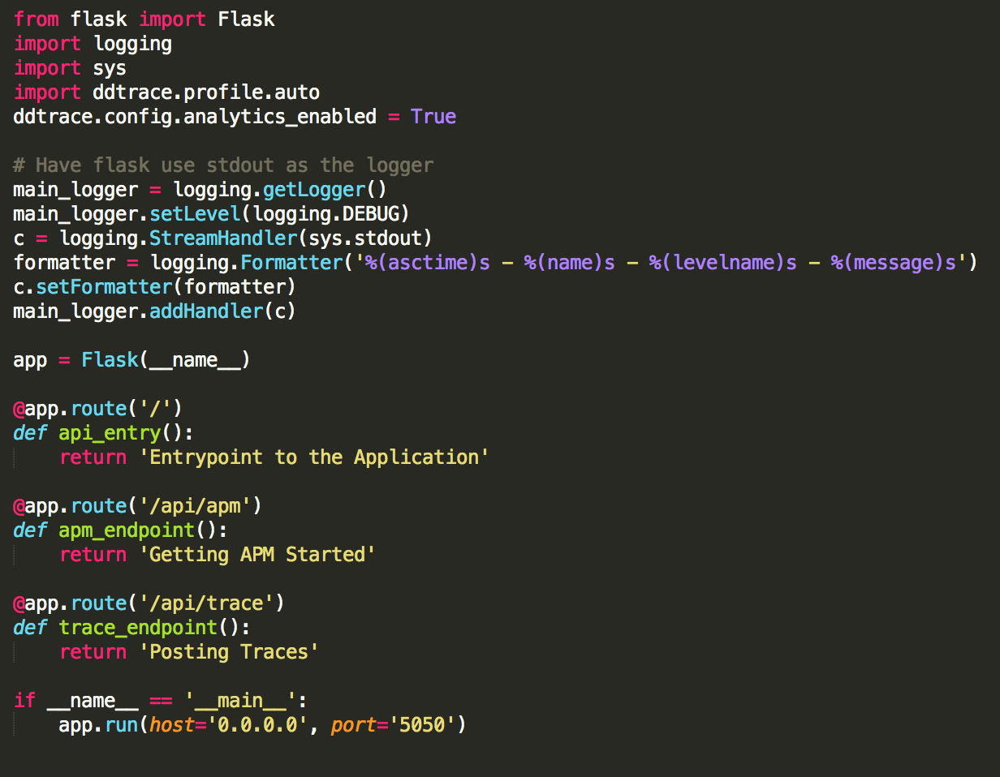 from flask import Flask
import logging
import sys
import ddtrace.profile.auto
ddtrace.config.analytics_enabled = True

# Have flask use stdout as the logger
main_logger = logging.getLogger()
main_logger.setLevel(logging.DEBUG)
c = logging.StreamHandler(sys.stdout)
formatter = logging.Formatter('%(asctime)s - %(name)s - %(levelname)s - %(message)s')
c.setFormatter(formatter)
main_logger.addHandler(c)

app = Flask(__name__)

@app.route('/')
def api_entry():
    return 'Entrypoint to the Application'

@app.route('/api/apm')
def apm_endpoint():
    return 'Getting APM Started'

@app.route('/api/trace')
def trace_endpoint():
    return 'Posting Traces'

if __name__ == '__main__':
    app.run(host='0.0.0.0', port='5050')